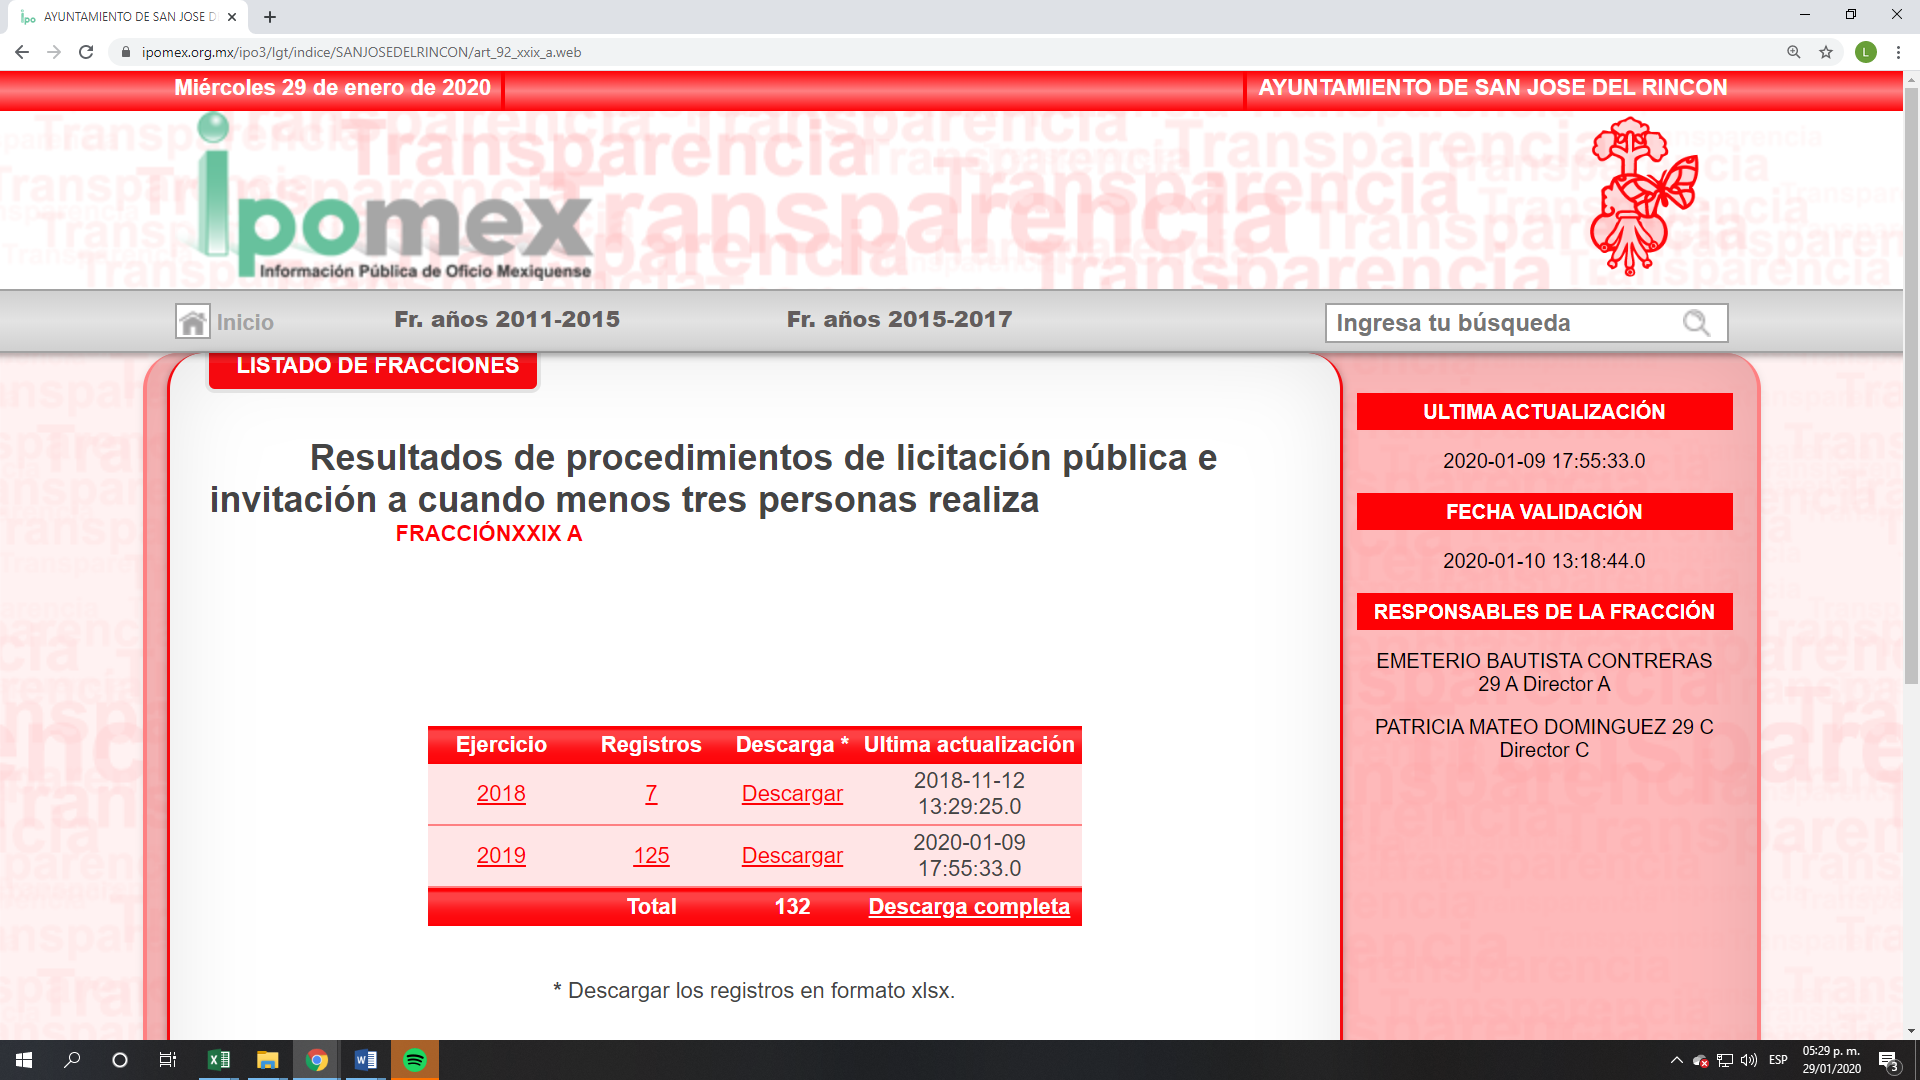 AYUNTAMIENTO DE SAN JOSE D
ipomex.org.mx/ipo3/lgt/indice/SANJOSEDELRINCON/art_92_xxix_a.web
L
Miércoles 29 de enero de 2020
AYUNTAMIENTO DE SAN JOSE DEL RINCON
Transparencia
ipomex
Información Pública de Oficio Mexiquense
Inicio
Fr. años 2011-2015
Fr. años 2015-2017
Ingresa tu búsqueda
LISTADO DE FRACCIONES
Resultados de procedimientos de licitación pública e
invitación a cuando menos tres personas realiza
FRACCIÓNXXIX A
Ejercicio Registros Descarga * Ultima actualización
2018 7 Descargar 2018-11-12
13:29:25.0
2019 125 Descargar 2020-01-09
17:55:33.0
Total 132 Descarga completa
* Descargar los registros en formato xlsx.
ULTIMA ACTUALIZACIÓN
2020-01-09 17:55:33.0
FECHA VALIDACIÓN
2020-01-10 13:18:44.0
RESPONSABLES DE LA FRACCIÓN
EMETERIO BAUTISTA CONTRERAS
29 A Director A
PATRICIA MATEO DOMINGUEZ 29 C
Director C
ESP
05:29 p. m.
29/01/2020
3